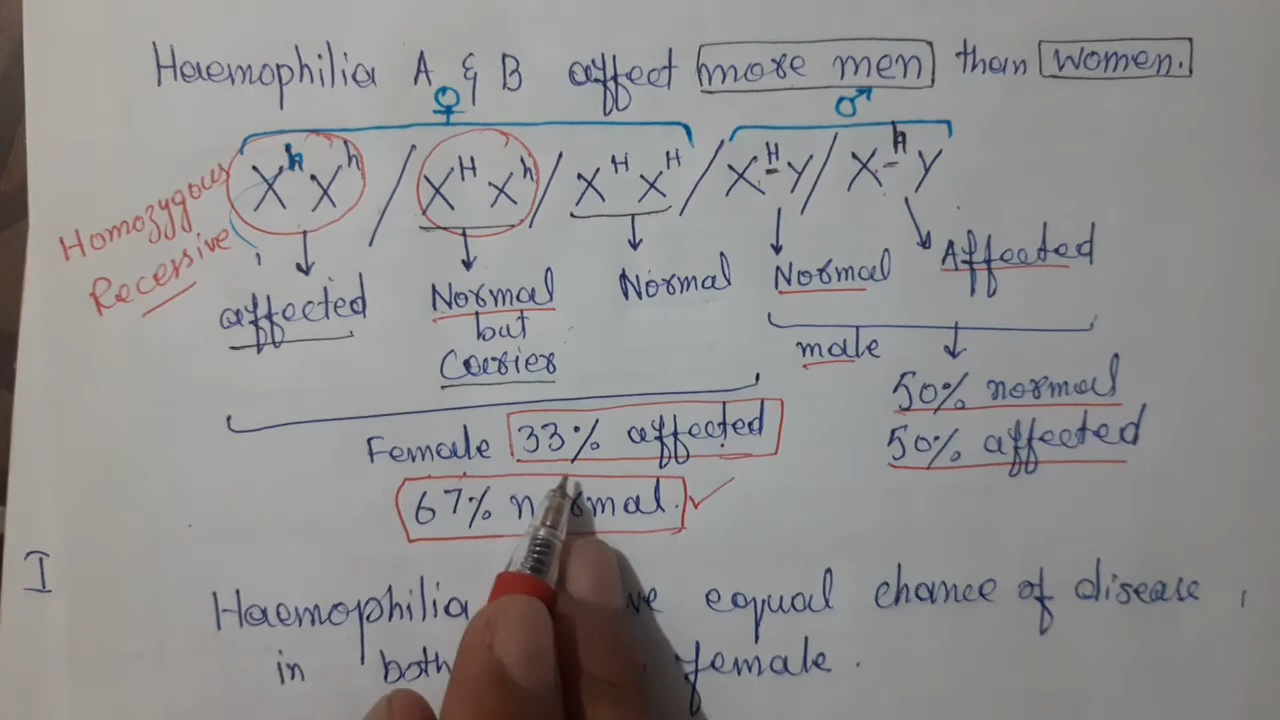 Haemophilia A & B affect more men than women.
♀ ♂
Homozygous Recessive
XʰXʰ / XᴴXʰ / XᴴXᴴ / XᴴY / XʰY
affected
Normal but Carrier
Normal
Normal
Affected
male
50% normal
50% affected
Female 33% affected
67% normal.
I
Haemophilia equal chance of disease
in both female.